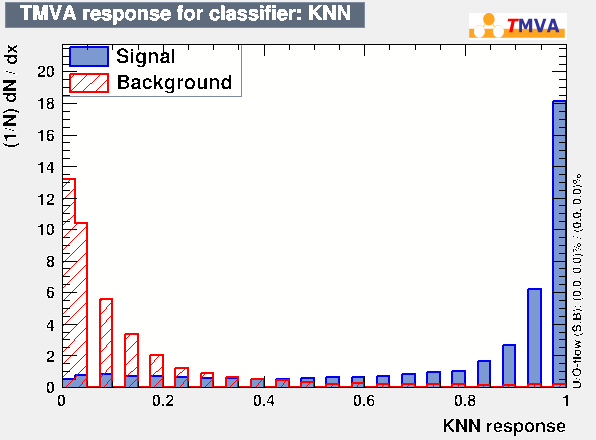 TMVA response for classifier: KNN
TMVA
Signal
Background
(1/N) dN / dx
20
18
16
14
12
10
8
6
4
2
0
0 0.2 0.4 0.6 0.8 1
KNN response
U/O-flow (S,B): (0.0, 0.0)% / (0.0, 0.0)%